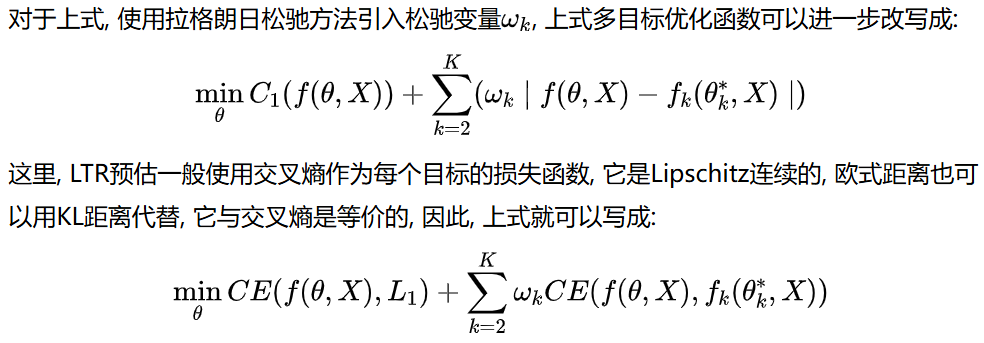 对于上式, 使用拉格朗日松驰方法引入松驰变量$\omega_k$, 上式多目标优化函数可以进一步改写成:
$$\min_{\theta} C_1(f(\theta, X)) + \sum_{k=2}^{K} (\omega_k \mid f(\theta, X) - f_k(\theta_k^*, X) \mid)$$
这里, LTR预估一般使用交叉熵作为每个目标的损失函数, 它是Lipschitz连续的, 欧式距离也可
以用KL距离代替, 它与交叉熵是等价的, 因此, 上式就可以写成:
$$\min_{\theta} CE(f(\theta, X), L_1) + \sum_{k=2}^{K} \omega_k CE(f(\theta, X), f_k(\theta_k^*, X))$$